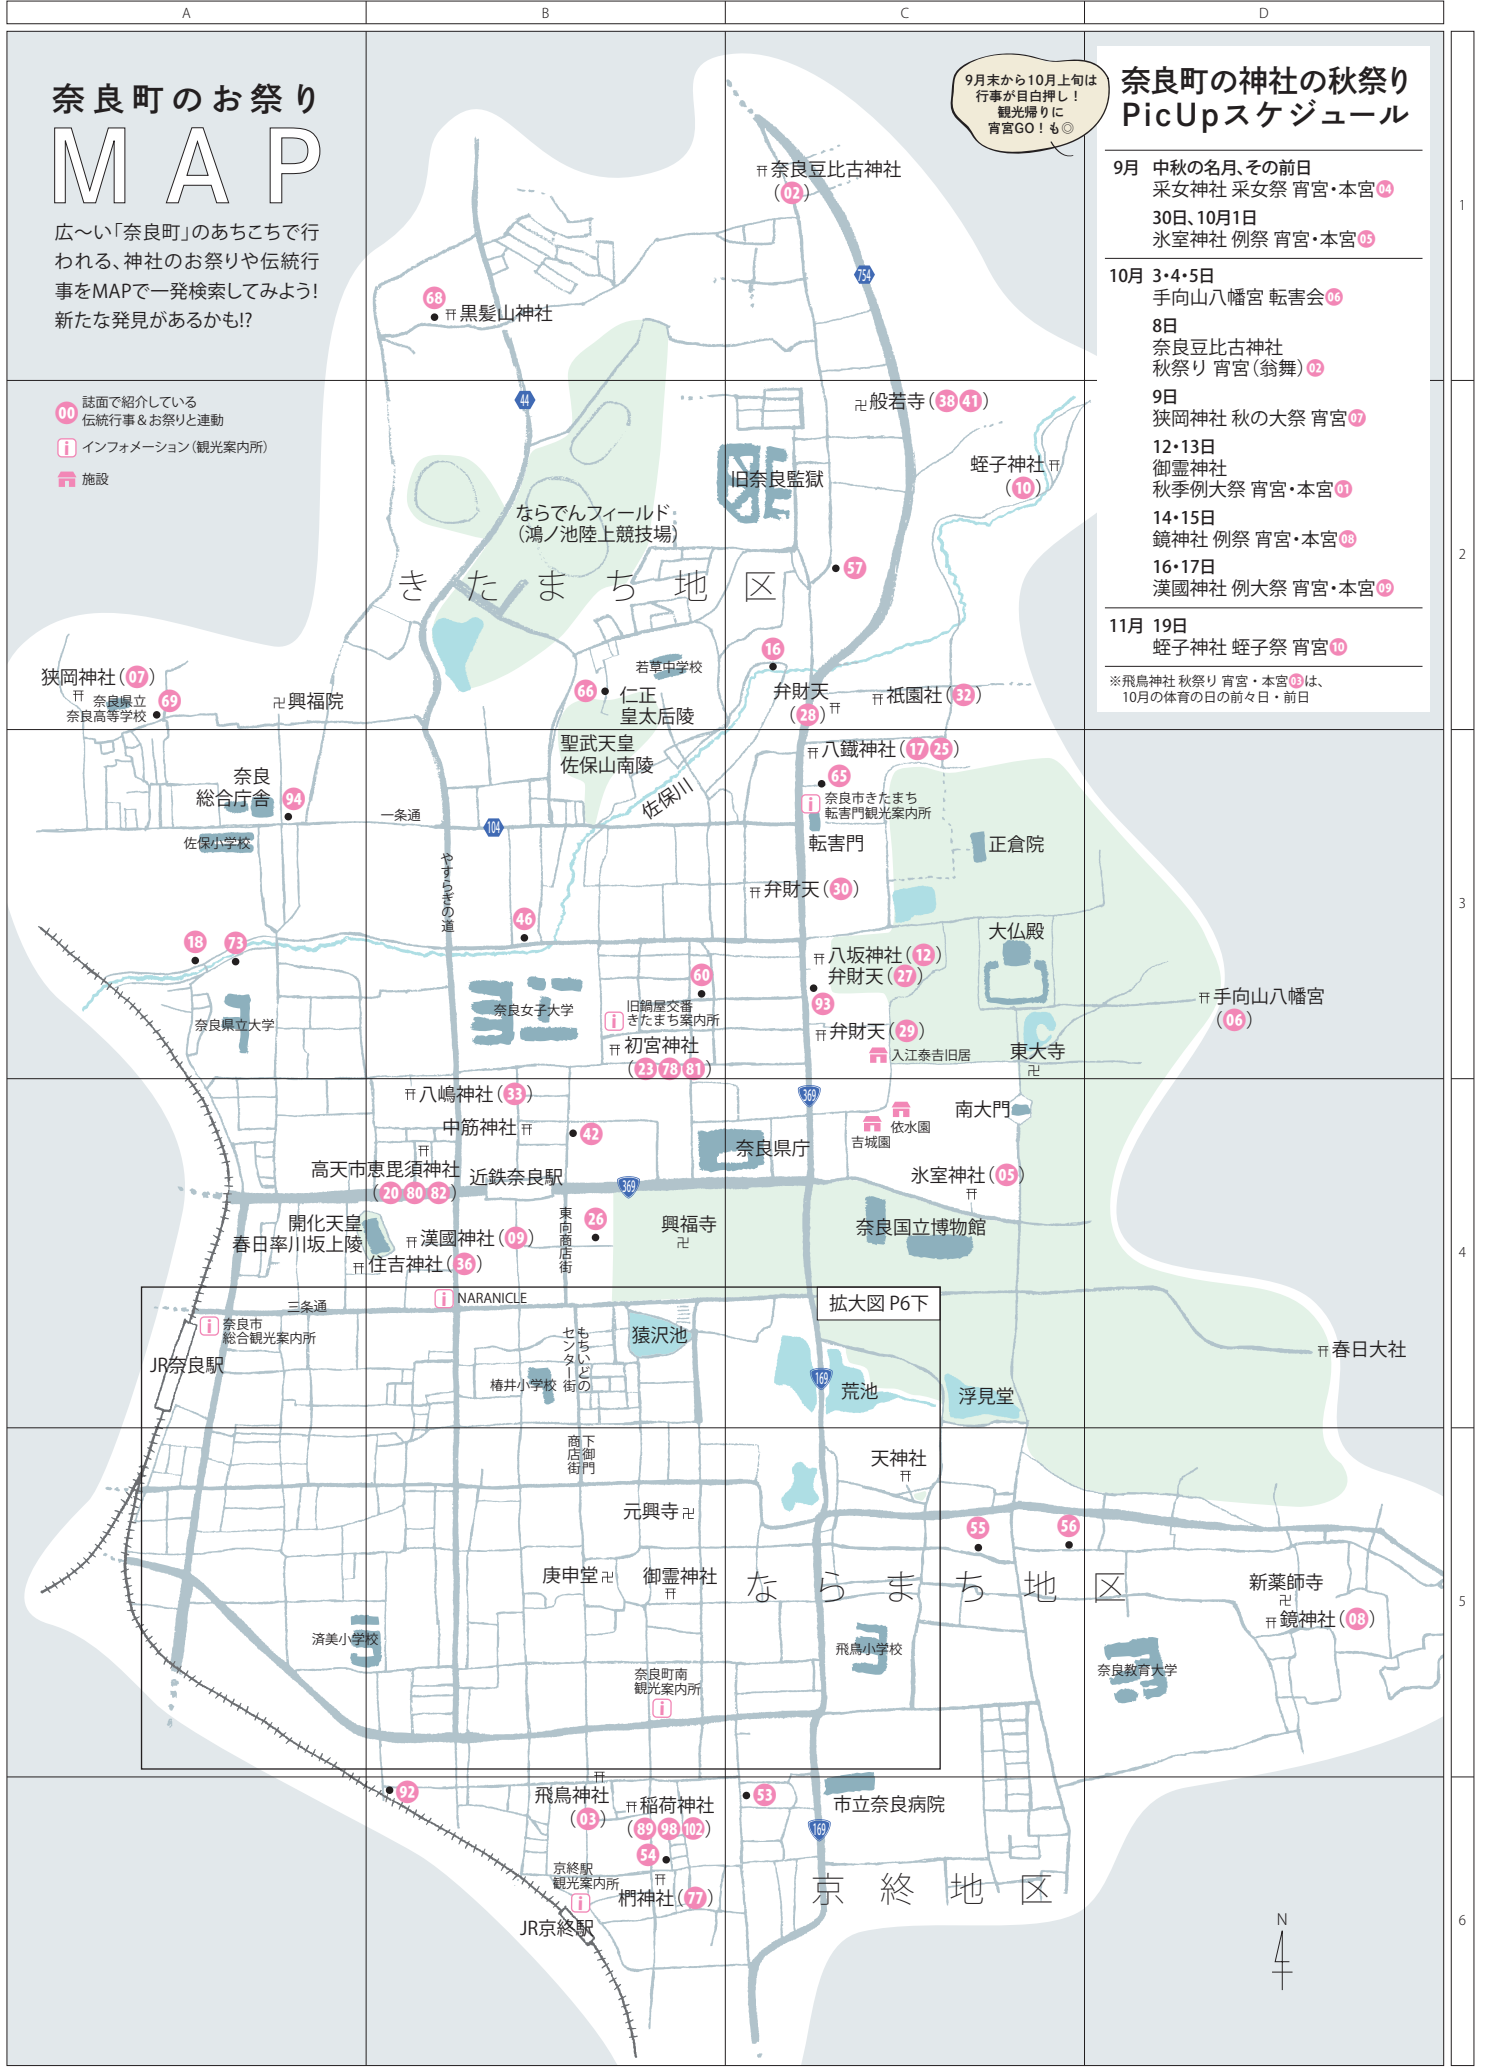 A
B
C
D
奈良町のお祭り
MAP
広～い「奈良町」のあちこちで行
われる、神社のお祭りや伝統行
事をMAPで一発検索してみよう!
新たな発見があるかも!?
00
誌面で紹介している
伝統行事&お祭りと連動
i
インフォメーション(観光案内所)
施設
9月末から10月上旬は
行事が目白押し!
観光帰りに
宵宮GO!も◎
奈良町の神社の秋祭り
PicUpスケジュール
9月 中秋の名月、その前日
采女神社 采女祭 宵宮・本宮04
30日、10月1日
氷室神社 例祭 宵宮・本宮05
10月 3・4・5日
手向山八幡宮 転害会06
8日
奈良豆比古神社
秋祭り 宵宮(翁舞)02
9日
狭岡神社 秋の大祭 宵宮07
12・13日
御霊神社
秋季例大祭 宵宮・本宮01
14・15日
鏡神社 例祭 宵宮・本宮08
16・17日
漢國神社 例大祭 宵宮・本宮09
11月 19日
蛭子神社 蛭子祭 宵宮10
※飛鳥神社 秋祭り 宵宮・本宮03は、
10月の体育の日の前々日・前日
1
2
3
4
5
6
奈良豆比古神社
(02)
754
68
黒髪山神社
44
卍般若寺(38 41)
旧奈良監獄
蛭子神社
(10)
ならでんフィールド
(鴻ノ池陸上競技場)
57
きたまち地区
狭岡神社(07)
奈良県立
奈良高等学校
69
卍興福院
若草中学校
16
66
仁正
皇太后陵
弁財天
(28)
祇園社(32)
聖武天皇
佐保山南陵
八鐵神社(17 25)
65
i
奈良市きたまち
転害門観光案内所
転害門
奈良
総合庁舎
94
佐保小学校
一条通
104
佐保川
やすらぎの道
正倉院
弁財天(30)
46
18
73
大仏殿
八坂神社(12)
弁財天(27)
93
60
奈良県立大学
奈良女子大学
i
旧鍋屋交番
きたまち案内所
初宮神社
(23 78 81)
弁財天(29)
入江泰吉旧居
東大寺
卍
手向山八幡宮
(06)
八嶋神社(33)
中筋神社
42
369
依水園
吉城園
南大門
奈良県庁
高天市恵毘須神社
(20 80 82)
近鉄奈良駅
369
氷室神社(05)
開化天皇
春日率川坂上陵
漢國神社(09)
住吉神社(36)
東向商店街
26
興福寺
卍
奈良国立博物館
i
NARANICLE
三条通
拡大図 P6下
i
奈良市
総合観光案内所
JR奈良駅
もちいどの
センター街
椿井小学校
猿沢池
169
荒池
浮見堂
春日大社
下御門
商店街
天神社
元興寺卍
55
56
庚申堂卍
御霊神社
ならまち地区
新薬師寺
卍
鏡神社(08)
済美小学校
飛鳥小学校
奈良教育大学
奈良町南
観光案内所
i
92
飛鳥神社
(03)
稲荷神社
(89 98 102)
53
市立奈良病院
169
54
京終駅
観光案内所
i
椚神社(77)
JR京終駅
京終地区
N